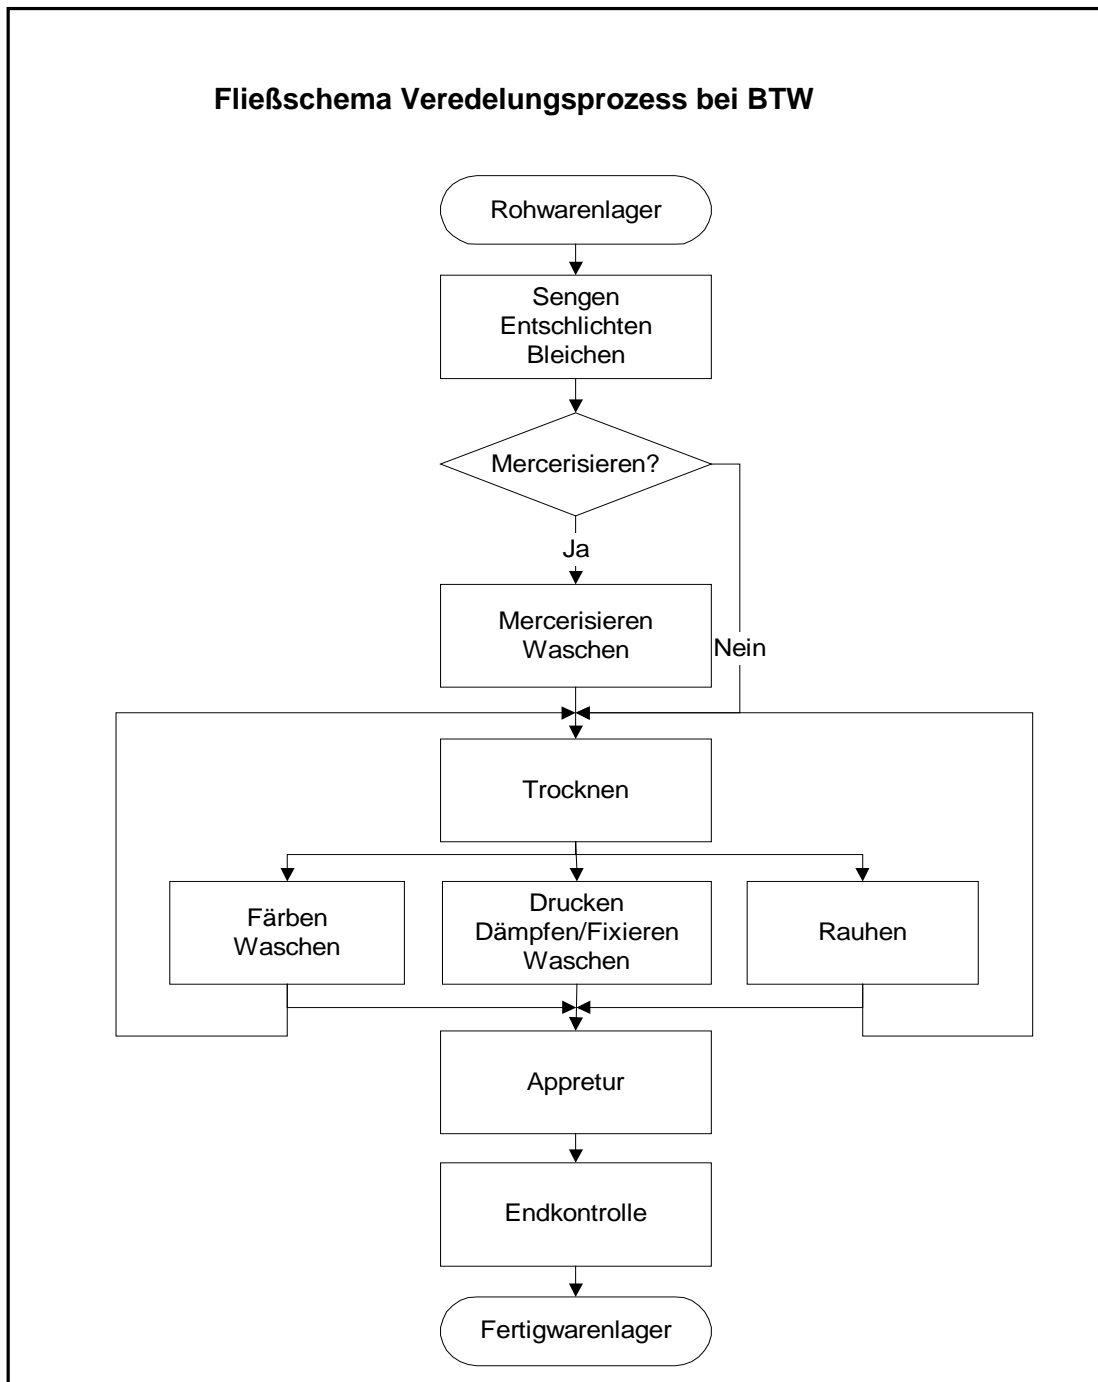 Fließschema Veredelungsprozess bei BTW
Rohwarenlager
Sengen
Entschlichten
Bleichen
Mercerisieren?
Ja
Mercerisieren
Waschen
Nein
Trocknen
Färben
Waschen
Drucken
Dämpfen/Fixieren
Waschen
Rauhen
Appretur
Endkontrolle
Fertigwarenlager